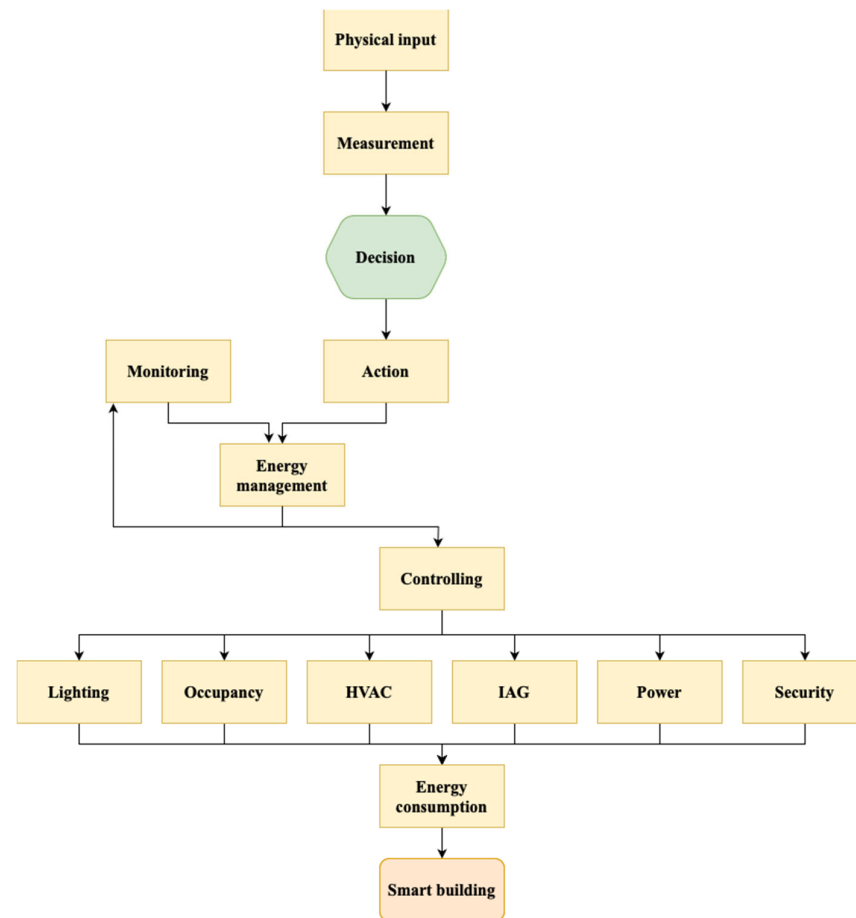 Physical input
Measurement
Decision
Monitoring
Action
Energy
management
Controlling
Lighting
Occupancy
HVAC
IAG
Power
Security
Energy
consumption
Smart building